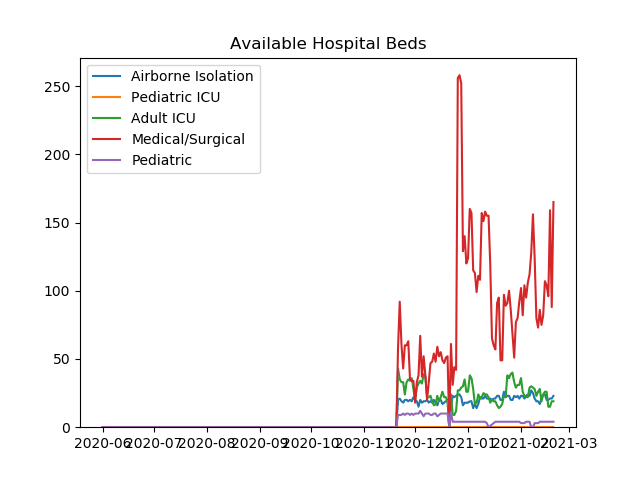 Available Hospital Beds
Airborne Isolation
Pediatric ICU
Adult ICU
Medical/Surgical
Pediatric
250
200
150
100
50
0
2020-06 2020-07 2020-08 2020-09 2020-10 2020-11 2020-12 2021-01 2021-02 2021-03